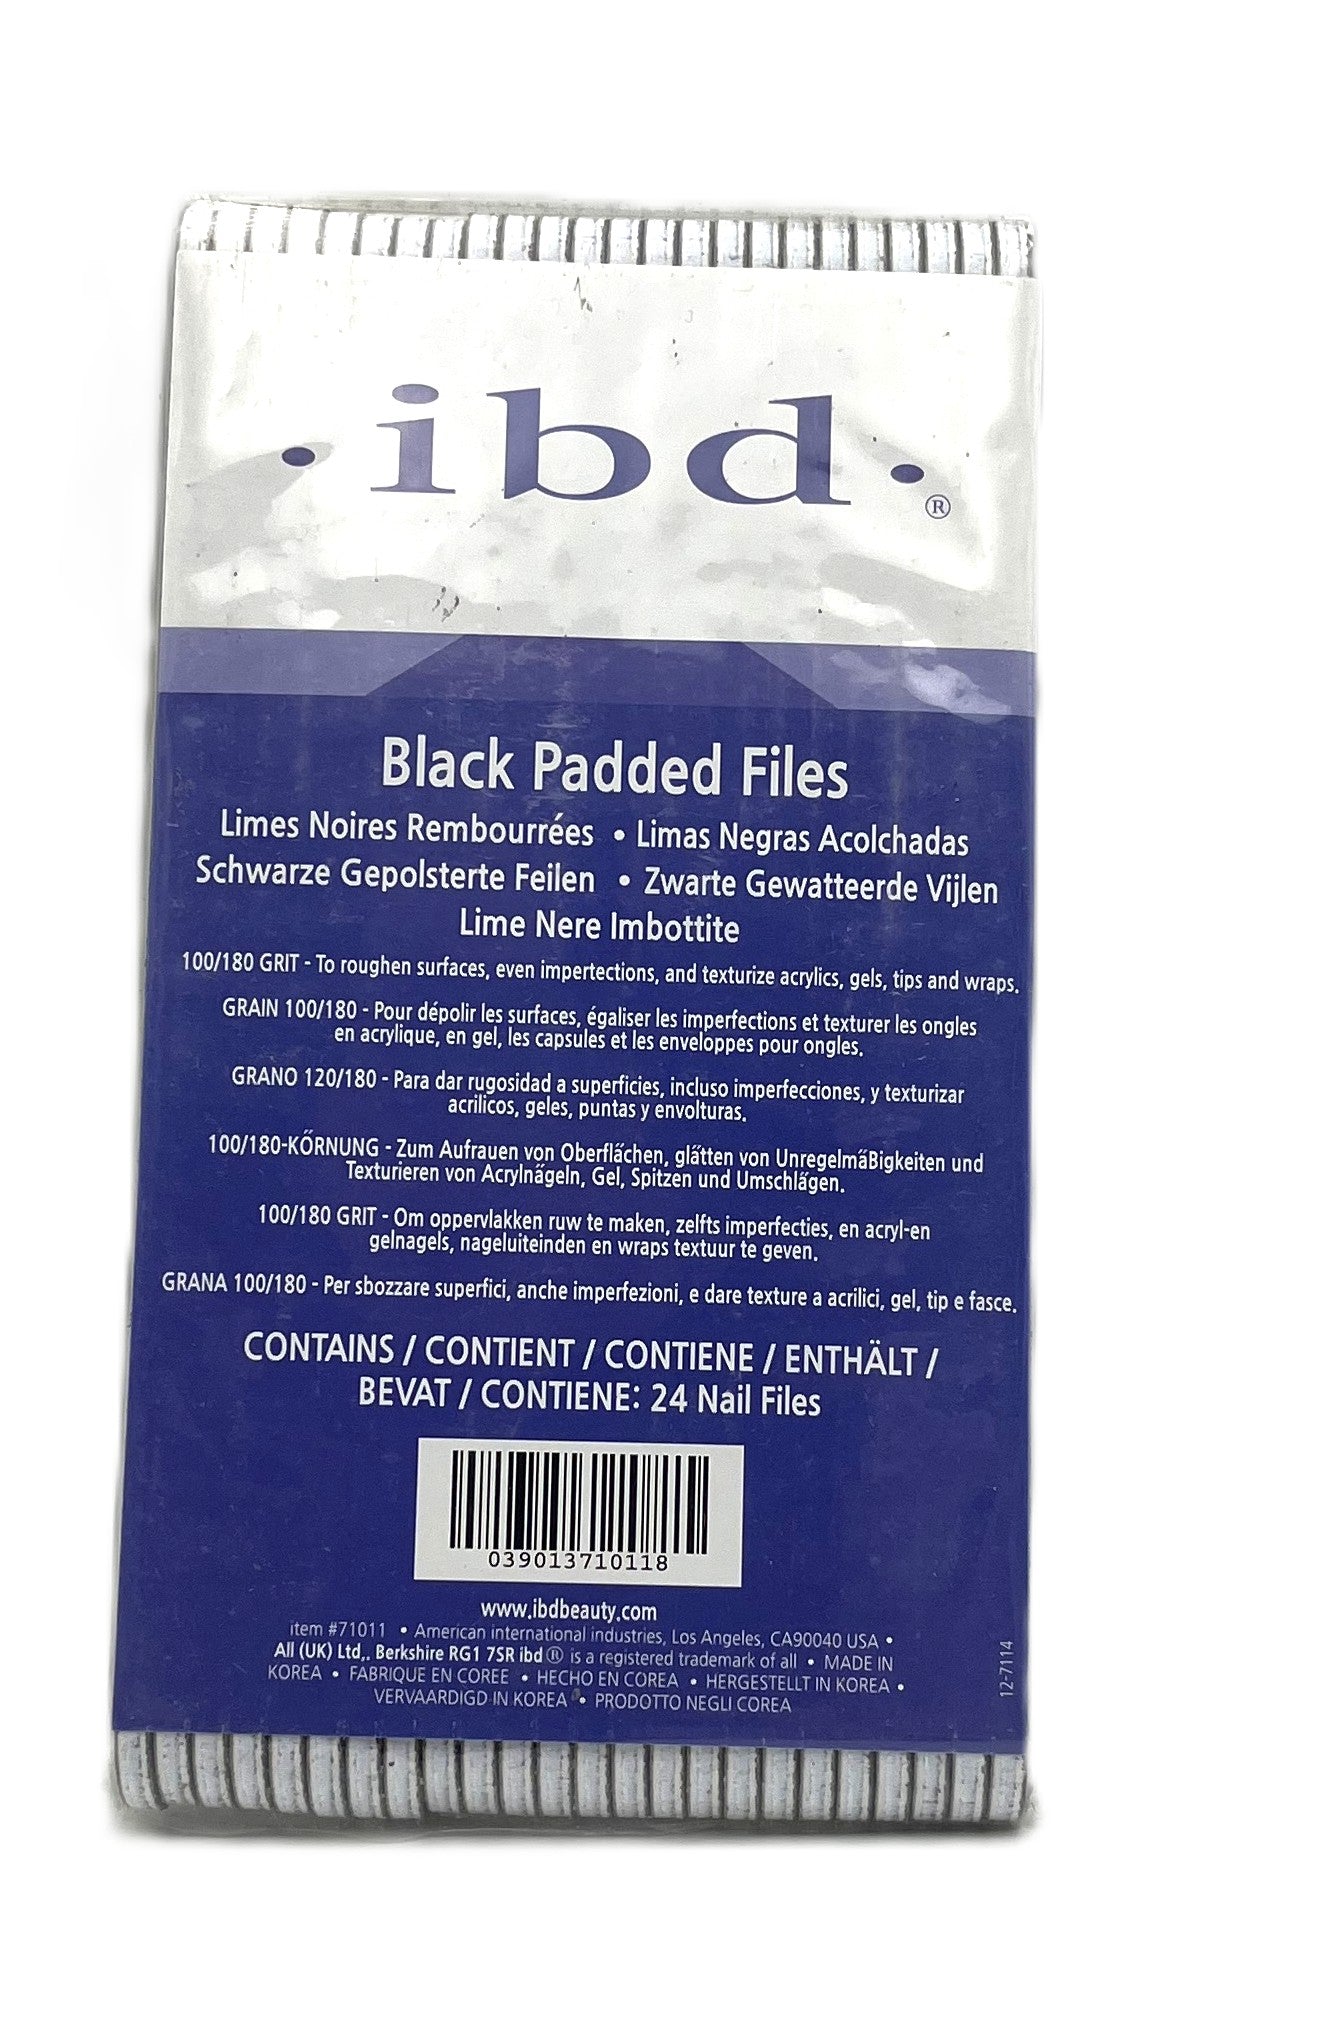 ibd ®
Black Padded Files
Limes Noires Rembourrées • Limas Negras Acolchadas
Schwarze Gepolsterte Feilen • Zwarte Gewatteerde Vijlen
Lime Nere Imbottite
100/180 GRIT - To roughen surfaces, even impertections, and texturize acrylics, gels, tips and wraps.
GRAIN 100/180 - Pour dépolir les surfaces, égaliser les imperfections et texturer les ongles
en acrylique, en gel, les capsules et les enveloppes pour ongles.
GRANO 120/180 - Para dar rugosidad a superficies, incluso imperfecciones, y texturizar
acrilicos, geles, puntas y envolturas.
100/180-KŐRNUNG - Zum Aufrauen von Oberflächen, glätten von UnregelmäBigkeiten und
Texturieren von Acrylnägeln, Gel, Spitzen und Umschlägen.
100/180 GRIT - Om oppervlakken ruw te maken, zelfts imperfecties, en acryl-en
gelnagels, nageluiteinden en wraps textuur te geven.
GRANA 100/180 - Per sbozzare superfici, anche imperfezioni, e dare texture a acrilici, gel, tip e fasce.
CONTAINS / CONTIENT / CONTIENE / ENTHÄLT /
BEVAT / CONTIENE: 24 Nail Files
039013710118
www.ibdbeauty.com
item #71011 • American international industries, Los Angeles, CA90040 USA •
All (UK) Ltd,. Berkshire RG1 7SR ibd ® is a registered trademark of all • MADE IN
KOREA • FABRIQUE EN COREE • HECHO EN COREA • HERGESTELLT IN KOREA •
VERVAARDIGD IN KOREA • PRODOTTO NEGLI COREA
12-7114